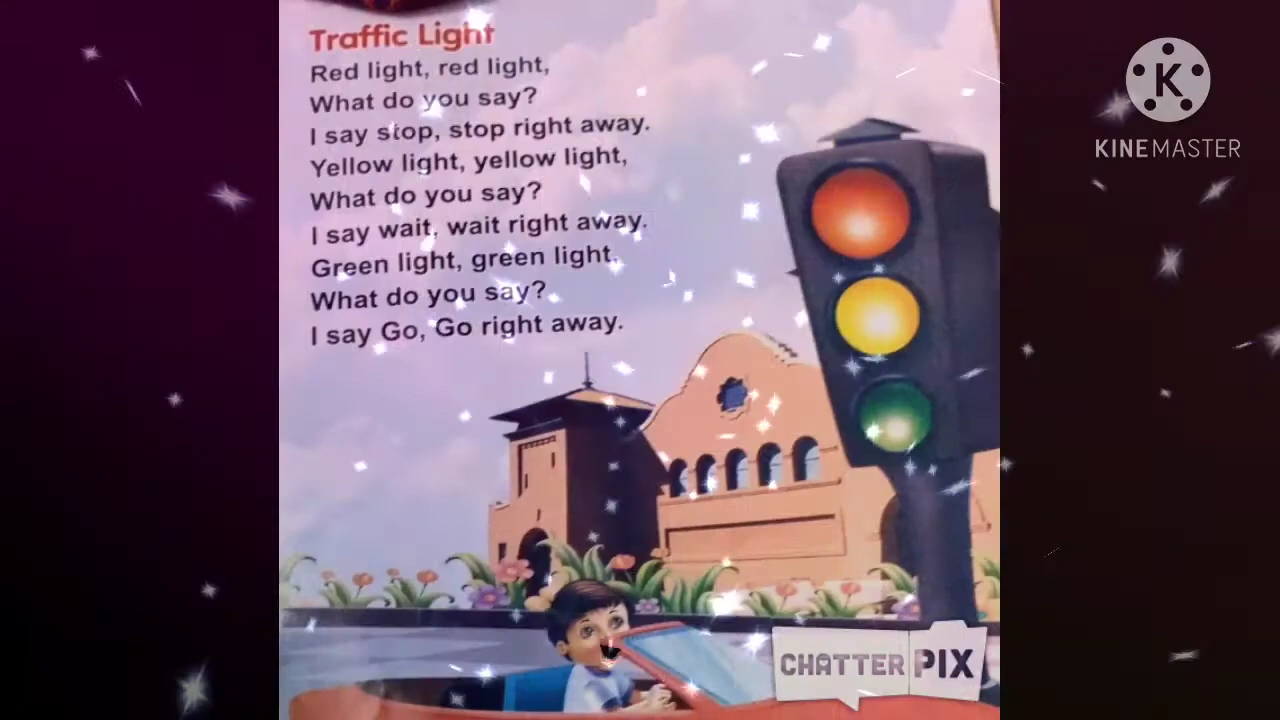 Traffic Light
Red light, red light,
What do you say?
I say stop, stop right away.
Yellow light, yellow light,
What do you say?
I say wait, wait right away.
Green light, green light,
What do you say?
I say Go, Go right away.
K
KINEMASTER
CHATTER PIX